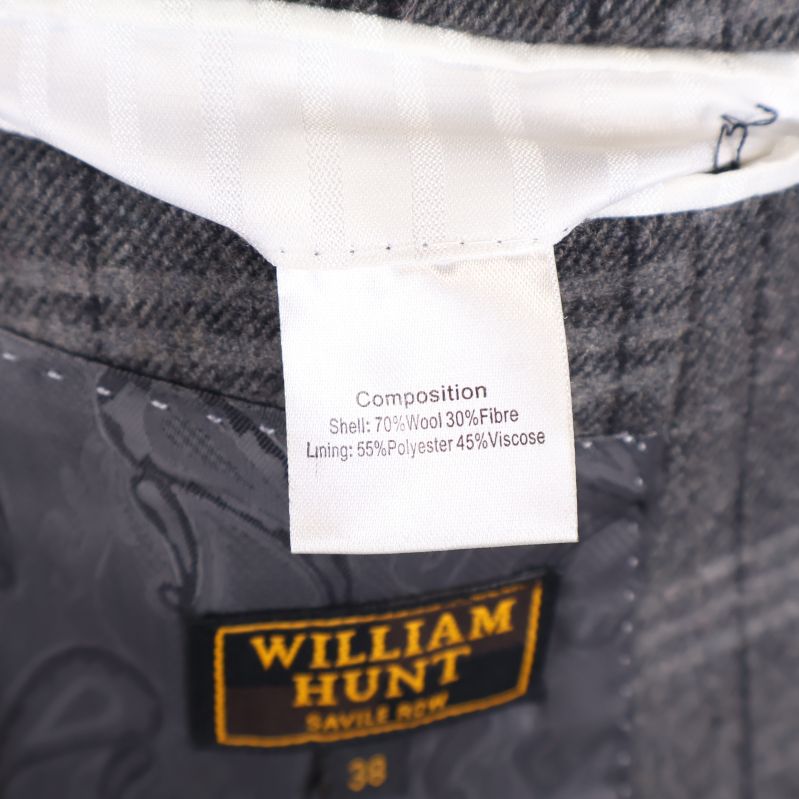 Composition
Shell: 70%Wool 30%Fibre
Lining: 55%Polyester 45%Viscose
WILLIAM
HUNT
SAVILE ROW
38